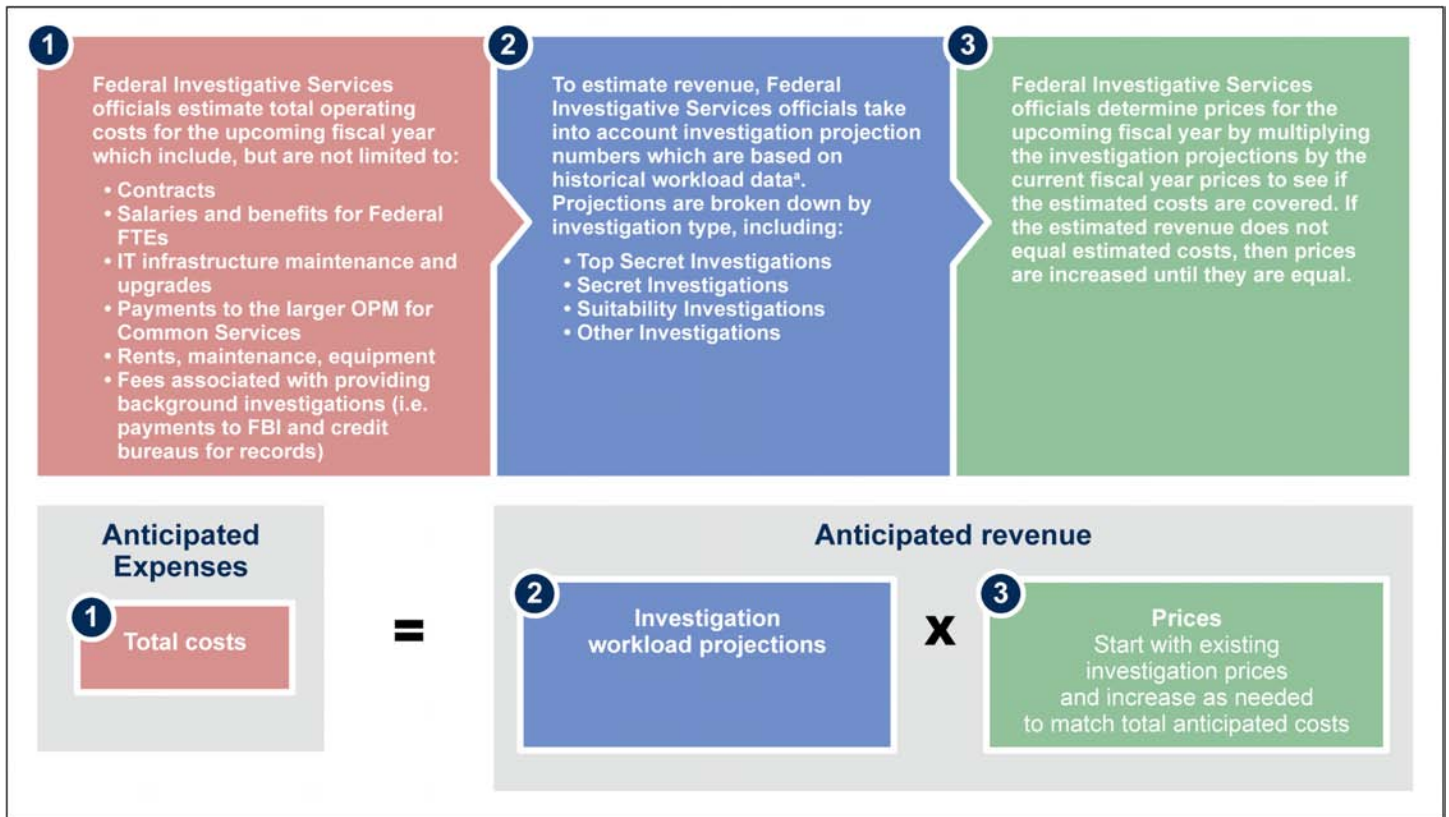 1
Federal Investigative Services
officials estimate total operating
costs for the upcoming fiscal year
which include, but are not limited to:
• Contracts
• Salaries and benefits for Federal
FTEs
• IT infrastructure maintenance and
upgrades
• Payments to the larger OPM for
Common Services
• Rents, maintenance, equipment
• Fees associated with providing
background investigations (i.e.
payments to FBI and credit
bureaus for records)
2
To estimate revenue, Federal
Investigative Services officials take
into account investigation projection
numbers which are based on
historical workload dataª.
Projections are broken down by
investigation type, including:
• Top Secret Investigations
• Secret Investigations
• Suitability Investigations
• Other Investigations
3
Federal Investigative Services
officials determine prices for the
upcoming fiscal year by multiplying
the investigation projections by the
current fiscal year prices to see if
the estimated costs are covered. If
the estimated revenue does not
equal estimated costs, then prices
are increased until they are equal.
Anticipated
Expenses
1
Total costs
=
Anticipated revenue
2
Investigation
workload projections
x
3
Prices
Start with existing
investigation prices
and increase as needed
to match total anticipated costs